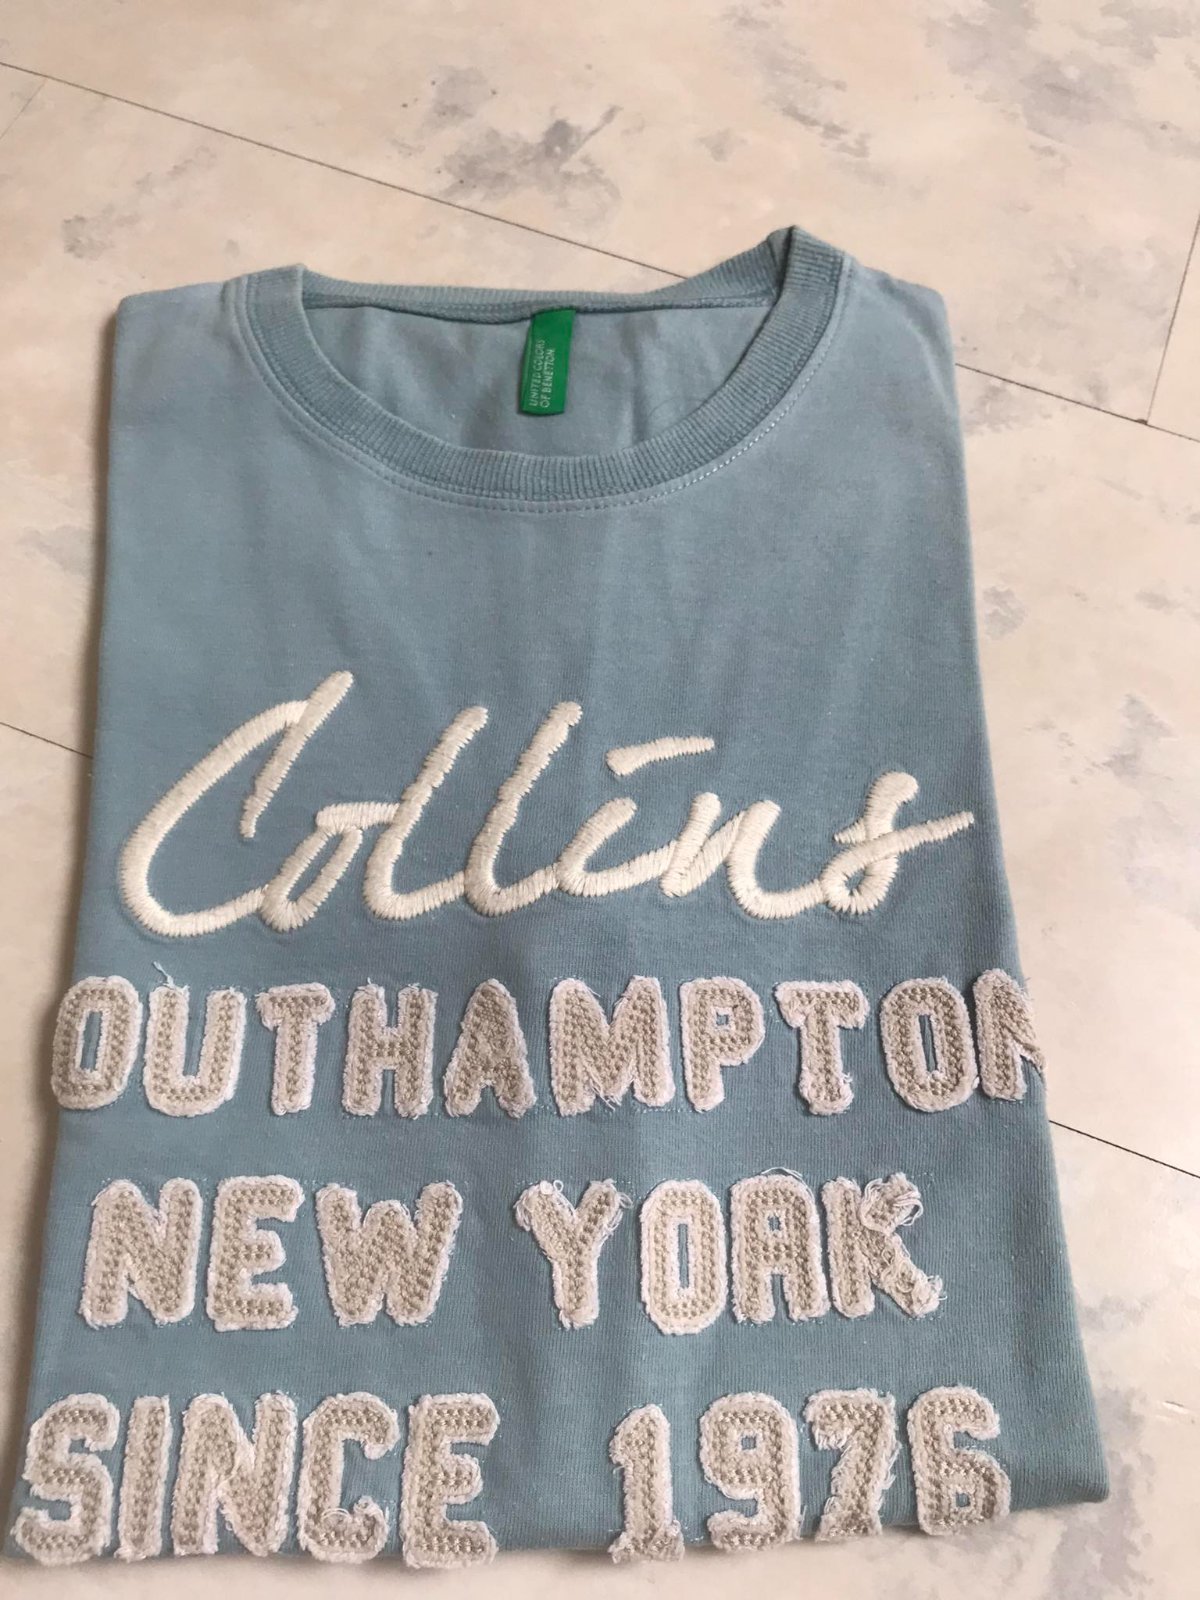 UNITED COLORS
OF BENETTON
Collins
OUTHAMPTON
NEW YORK
SINCE 1976